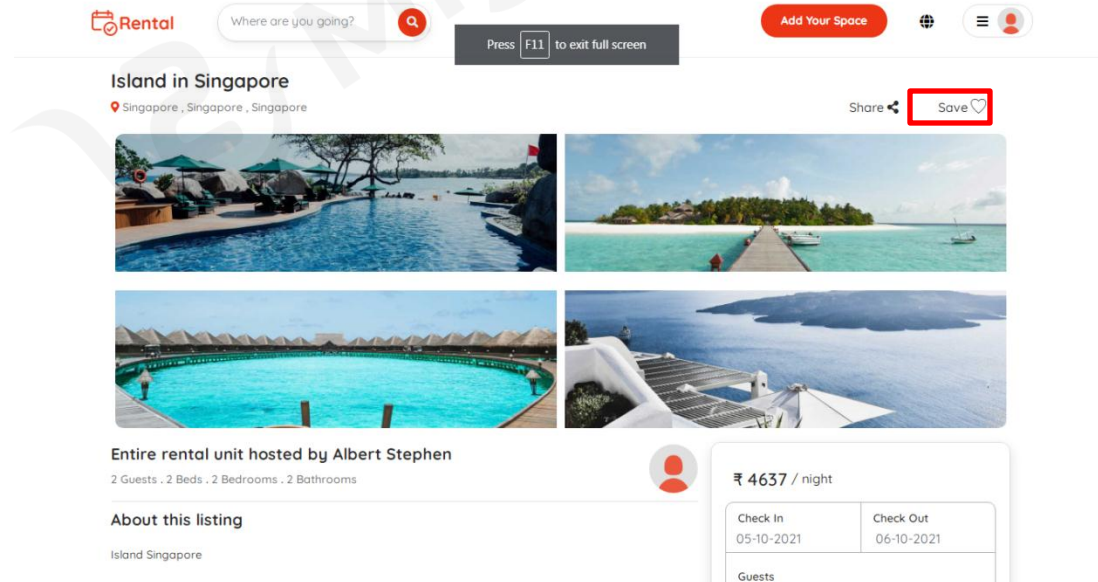 Rental
Where are you going?
Add Your Space
Press F11 to exit full screen
Island in Singapore
Singapore , Singapore , Singapore
Share
Save
Entire rental unit hosted by Albert Stephen
2 Guests . 2 Beds . 2 Bedrooms . 2 Bathrooms
₹ 4637 / night
About this listing
Check In
Check Out
05-10-2021
06-10-2021
Island Singapore
Guests